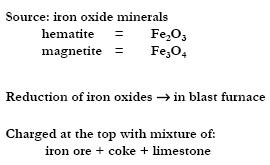 Source: iron oxide minerals
hematite = Fe₂O₃
magnetite = Fe₃O₄
Reduction of iron oxides → in blast furnace
Charged at the top with mixture of:
iron ore + coke + limestone